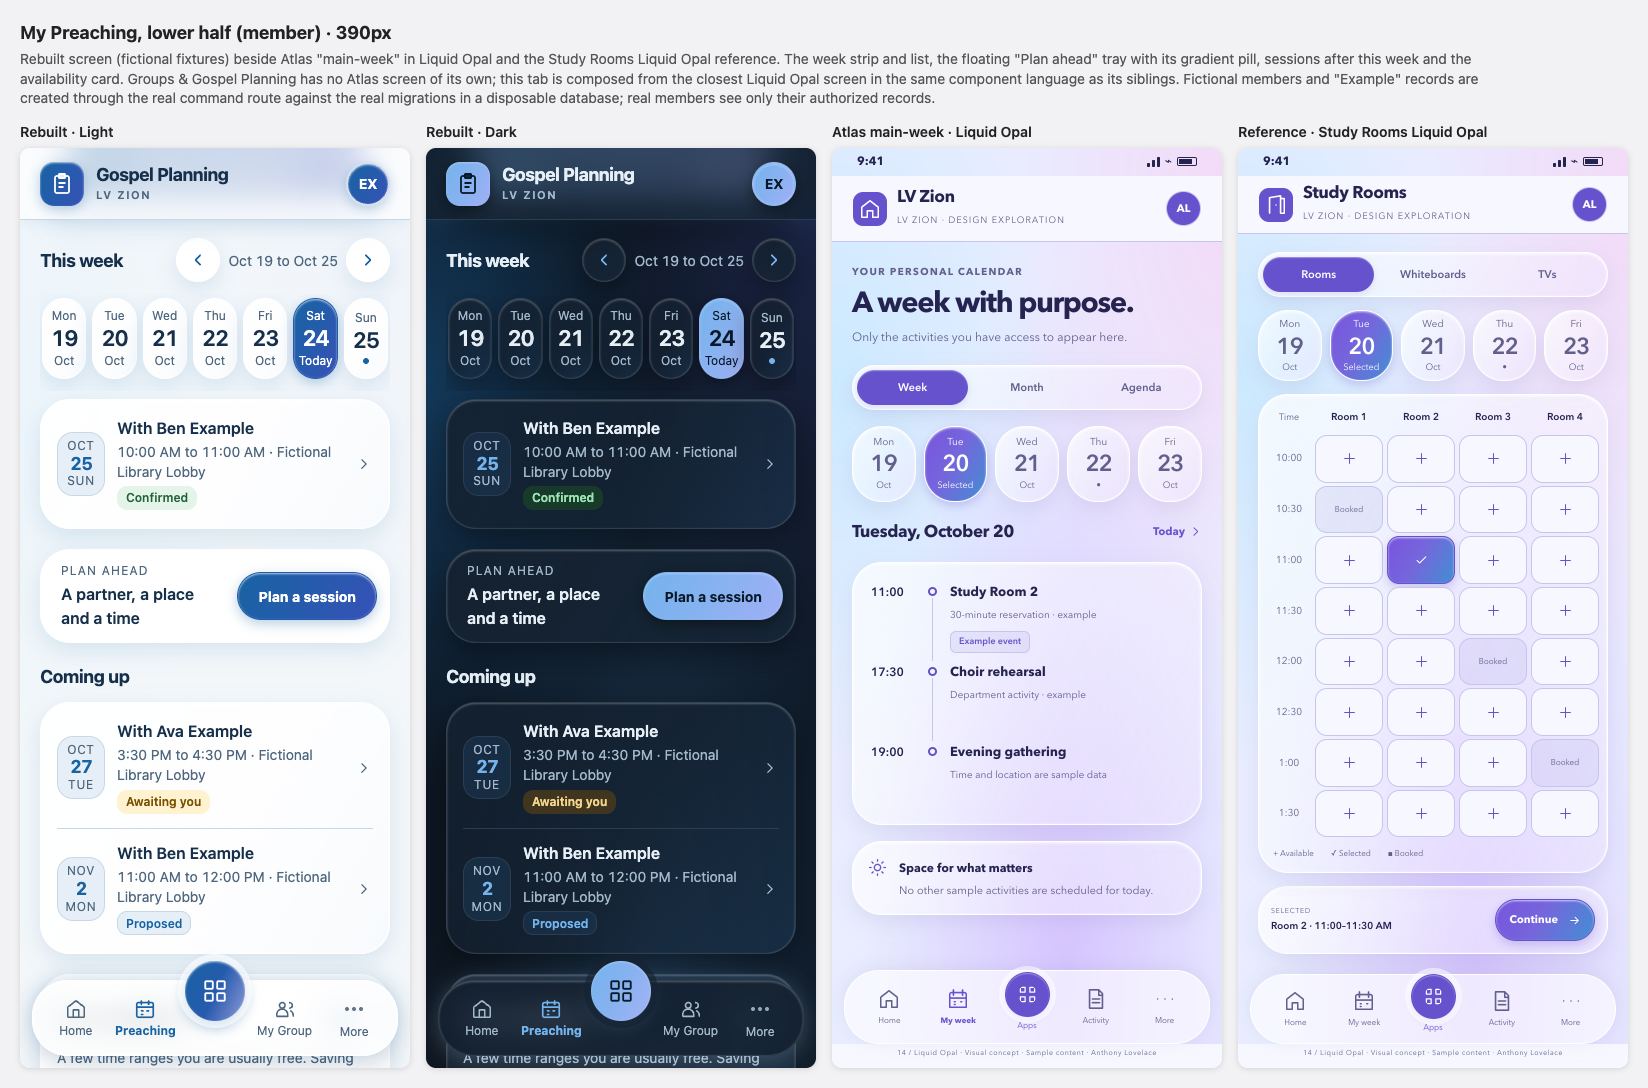 My Preaching, lower half (member) · 390px
Rebuilt screen (fictional fixtures) beside Atlas "main-week" in Liquid Opal and the Study Rooms Liquid Opal reference. The week strip and list, the floating "Plan ahead" tray with its gradient pill, sessions after this week and the
availability card. Groups & Gospel Planning has no Atlas screen of its own; this tab is composed from the closest Liquid Opal screen in the same component language as its siblings. Fictional members and "Example" records are
created through the real command route against the real migrations in a disposable database; real members see only their authorized records.
Rebuilt · Light
Gospel Planning
LV ZION
EX
This week
Oct 19 to Oct 25
Mon Tue Wed Thu Fri Sat Sun
19 20 21 22 23 24 25
Oct Oct Oct Oct Oct Today
With Ben Example
OCT
25
SUN
10:00 AM to 11:00 AM · Fictional
Library Lobby
Confirmed
PLAN AHEAD
A partner, a place
and a time
Plan a session
Coming up
With Ava Example
OCT
27
TUE
3:30 PM to 4:30 PM · Fictional
Library Lobby
Awaiting you
With Ben Example
NOV
2
MON
11:00 AM to 12:00 PM · Fictional
Library Lobby
Proposed
Home Preaching My Group More
A few time ranges you are usually free. Saving
Rebuilt · Dark
Gospel Planning
LV ZION
EX
This week
Oct 19 to Oct 25
Mon Tue Wed Thu Fri Sat Sun
19 20 21 22 23 24 25
Oct Oct Oct Oct Oct Today
With Ben Example
OCT
25
SUN
10:00 AM to 11:00 AM · Fictional
Library Lobby
Confirmed
PLAN AHEAD
A partner, a place
and a time
Plan a session
Coming up
With Ava Example
OCT
27
TUE
3:30 PM to 4:30 PM · Fictional
Library Lobby
Awaiting you
With Ben Example
NOV
2
MON
11:00 AM to 12:00 PM · Fictional
Library Lobby
Proposed
Home Preaching My Group More
A few time ranges you are usually free. Saving
Atlas main-week · Liquid Opal
9:41
LV Zion
LV ZION · DESIGN EXPLORATION
AL
YOUR PERSONAL CALENDAR
A week with purpose.
Only the activities you have access to appear here.
Week Month Agenda
Mon Tue Wed Thu Fri
19 20 21 22 23
Oct Selected Oct • Oct
Tuesday, October 20
Today
11:00 Study Room 2
30-minute reservation · example
Example event
17:30 Choir rehearsal
Department activity · example
19:00 Evening gathering
Time and location are sample data
Space for what matters
No other sample activities are scheduled for today.
Home My week Apps Activity More
14 / Liquid Opal · Visual concept · Sample content · Anthony Lovelace
Reference · Study Rooms Liquid Opal
9:41
Study Rooms
LV ZION · DESIGN EXPLORATION
AL
Rooms Whiteboards TVs
Mon Tue Wed Thu Fri
19 20 21 22 23
Oct Selected Oct • Oct
Time Room 1 Room 2 Room 3 Room 4
10:00 + + + +
10:30 Booked + + +
11:00 + ✓ + +
11:30 + + + +
12:00 + + Booked +
12:30 + + + +
1:00 + + + Booked
1:30 + + + +
+ Available ✓ Selected ■ Booked
SELECTED
Room 2 · 11:00–11:30 AM
Continue →
Home My week Apps Activity More
14 / Liquid Opal · Visual concept · Sample content · Anthony Lovelace